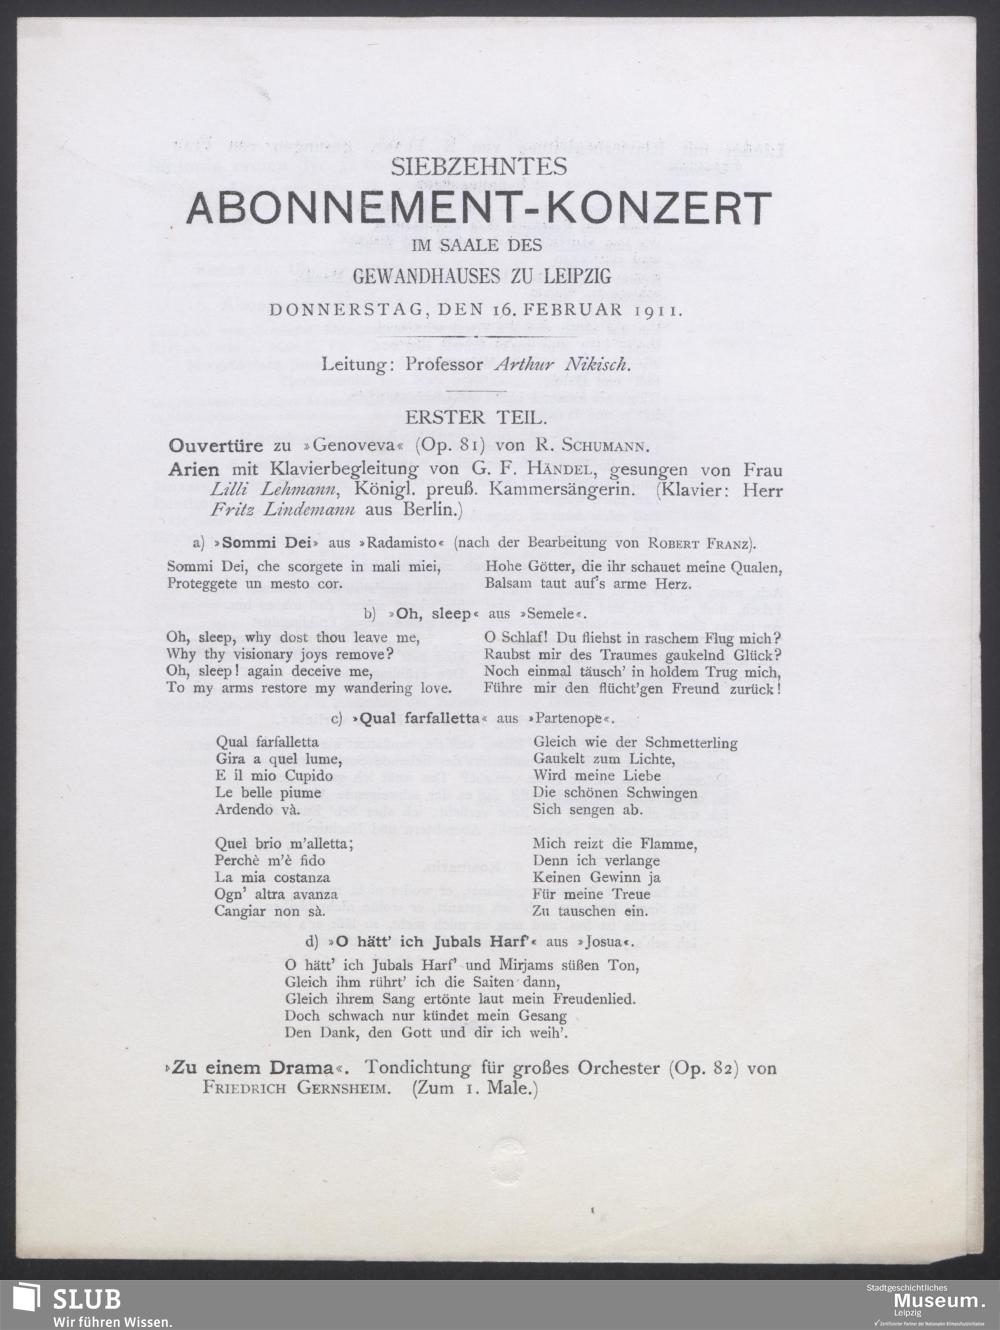 SIEBZEHNTES
ABONNEMENT-KONZERT
IM SAALE DES
GEWANDHAUSES ZU LEIPZIG
DONNERSTAG, DEN 16. FEBRUAR 1911.
Leitung: Professor Arthur Nikisch.
ERSTER TEIL.
Ouvertüre zu »Genoveva« (Op. 81) von R. SCHUMANN.
Arien mit Klavierbegleitung von G. F. HÄNDEL, gesungen von Frau
Lilli Lehmann, Königl. preuß. Kammersängerin. (Klavier: Herr
Fritz Lindemann aus Berlin.)
a) »Sommi Dei» aus »Radamisto« (nach der Bearbeitung von ROBERT FRANZ).
Sommi Dei, che scorgete in mali miei,
Proteggete un mesto cor.
Hohe Götter, die ihr schauet meine Qualen,
Balsam taut auf's arme Herz.
b) »Oh, sleep« aus »Semele«.
Oh, sleep, why dost thou leave me,
Why thy visionary joys remove?
Oh, sleep! again deceive me,
To my arms restore my wandering love.
O Schlaf! Du fliehst in raschem Flug mich?
Raubst mir des Traumes gaukelnd Glück?
Noch einmal täusch' in holdem Trug mich,
Führe mir den flücht'gen Freund zurück!
c) »Qual farfalletta« aus »Partenope«.
Qual farfalletta
Gira a quel lume,
E il mio Cupido
Le belle piume
Ardendo và.
Quel brio m'alletta;
Perchè m'è fido
La mia costanza
Ogn' altra avanza
Cangiar non sà.
Gleich wie der Schmetterling
Gaukelt zum Lichte,
Wird meine Liebe
Die schönen Schwingen
Sich sengen ab.
Mich reizt die Flamme,
Denn ich verlange
Keinen Gewinn ja
Für meine Treue
Zu tauschen ein.
d) »O hätt' ich Jubals Harf'« aus »Josua«.
O hätt' ich Jubals Harf' und Mirjams süßen Ton,
Gleich ihm rührt' ich die Saiten dann,
Gleich ihrem Sang ertönte laut mein Freudenlied.
Doch schwach nur kündet mein Gesang
Den Dank, den Gott und dir ich weih'.
»Zu einem Drama«. Tondichtung für großes Orchester (Op. 82) von
FRIEDRICH GERNSHEIM. (Zum 1. Male.)
SLUB
Wir führen Wissen.
Stadtgeschichtliches
Museum.
Leipzig
Zertifizierter Partner der Nationalen Klimaschutzinitiative